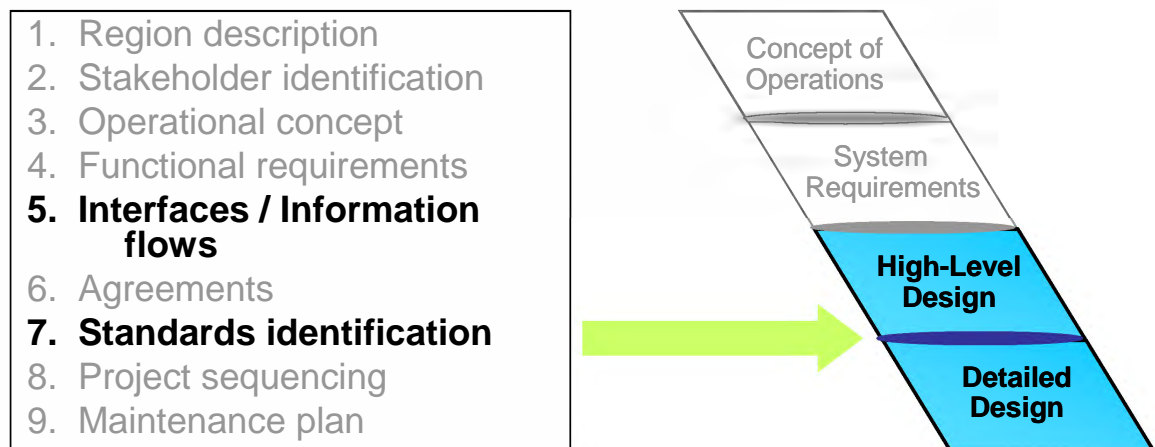 1. Region description
2. Stakeholder identification
3. Operational concept
4. Functional requirements
5. Interfaces / Information
flows
6. Agreements
7. Standards identification
8. Project sequencing
9. Maintenance plan
Concept of
Operations
System
Requirements
High-Level
Design
Detailed
Design